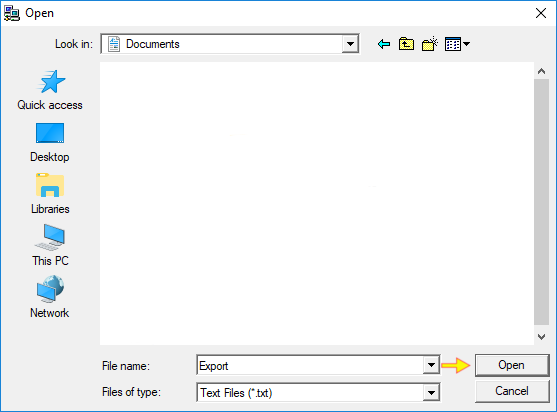 Open
Look in: Documents
Quick access
Desktop
Libraries
This PC
Network
File name: Export Open
Files of type: Text Files (*.txt) Cancel